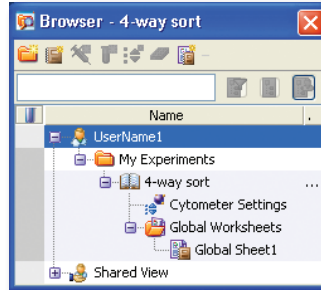 Browser - 4-way sort
Name .
UserName1
My Experiments
4-way sort ...
Cytometer Settings
Global Worksheets
Global Sheet1
Shared View